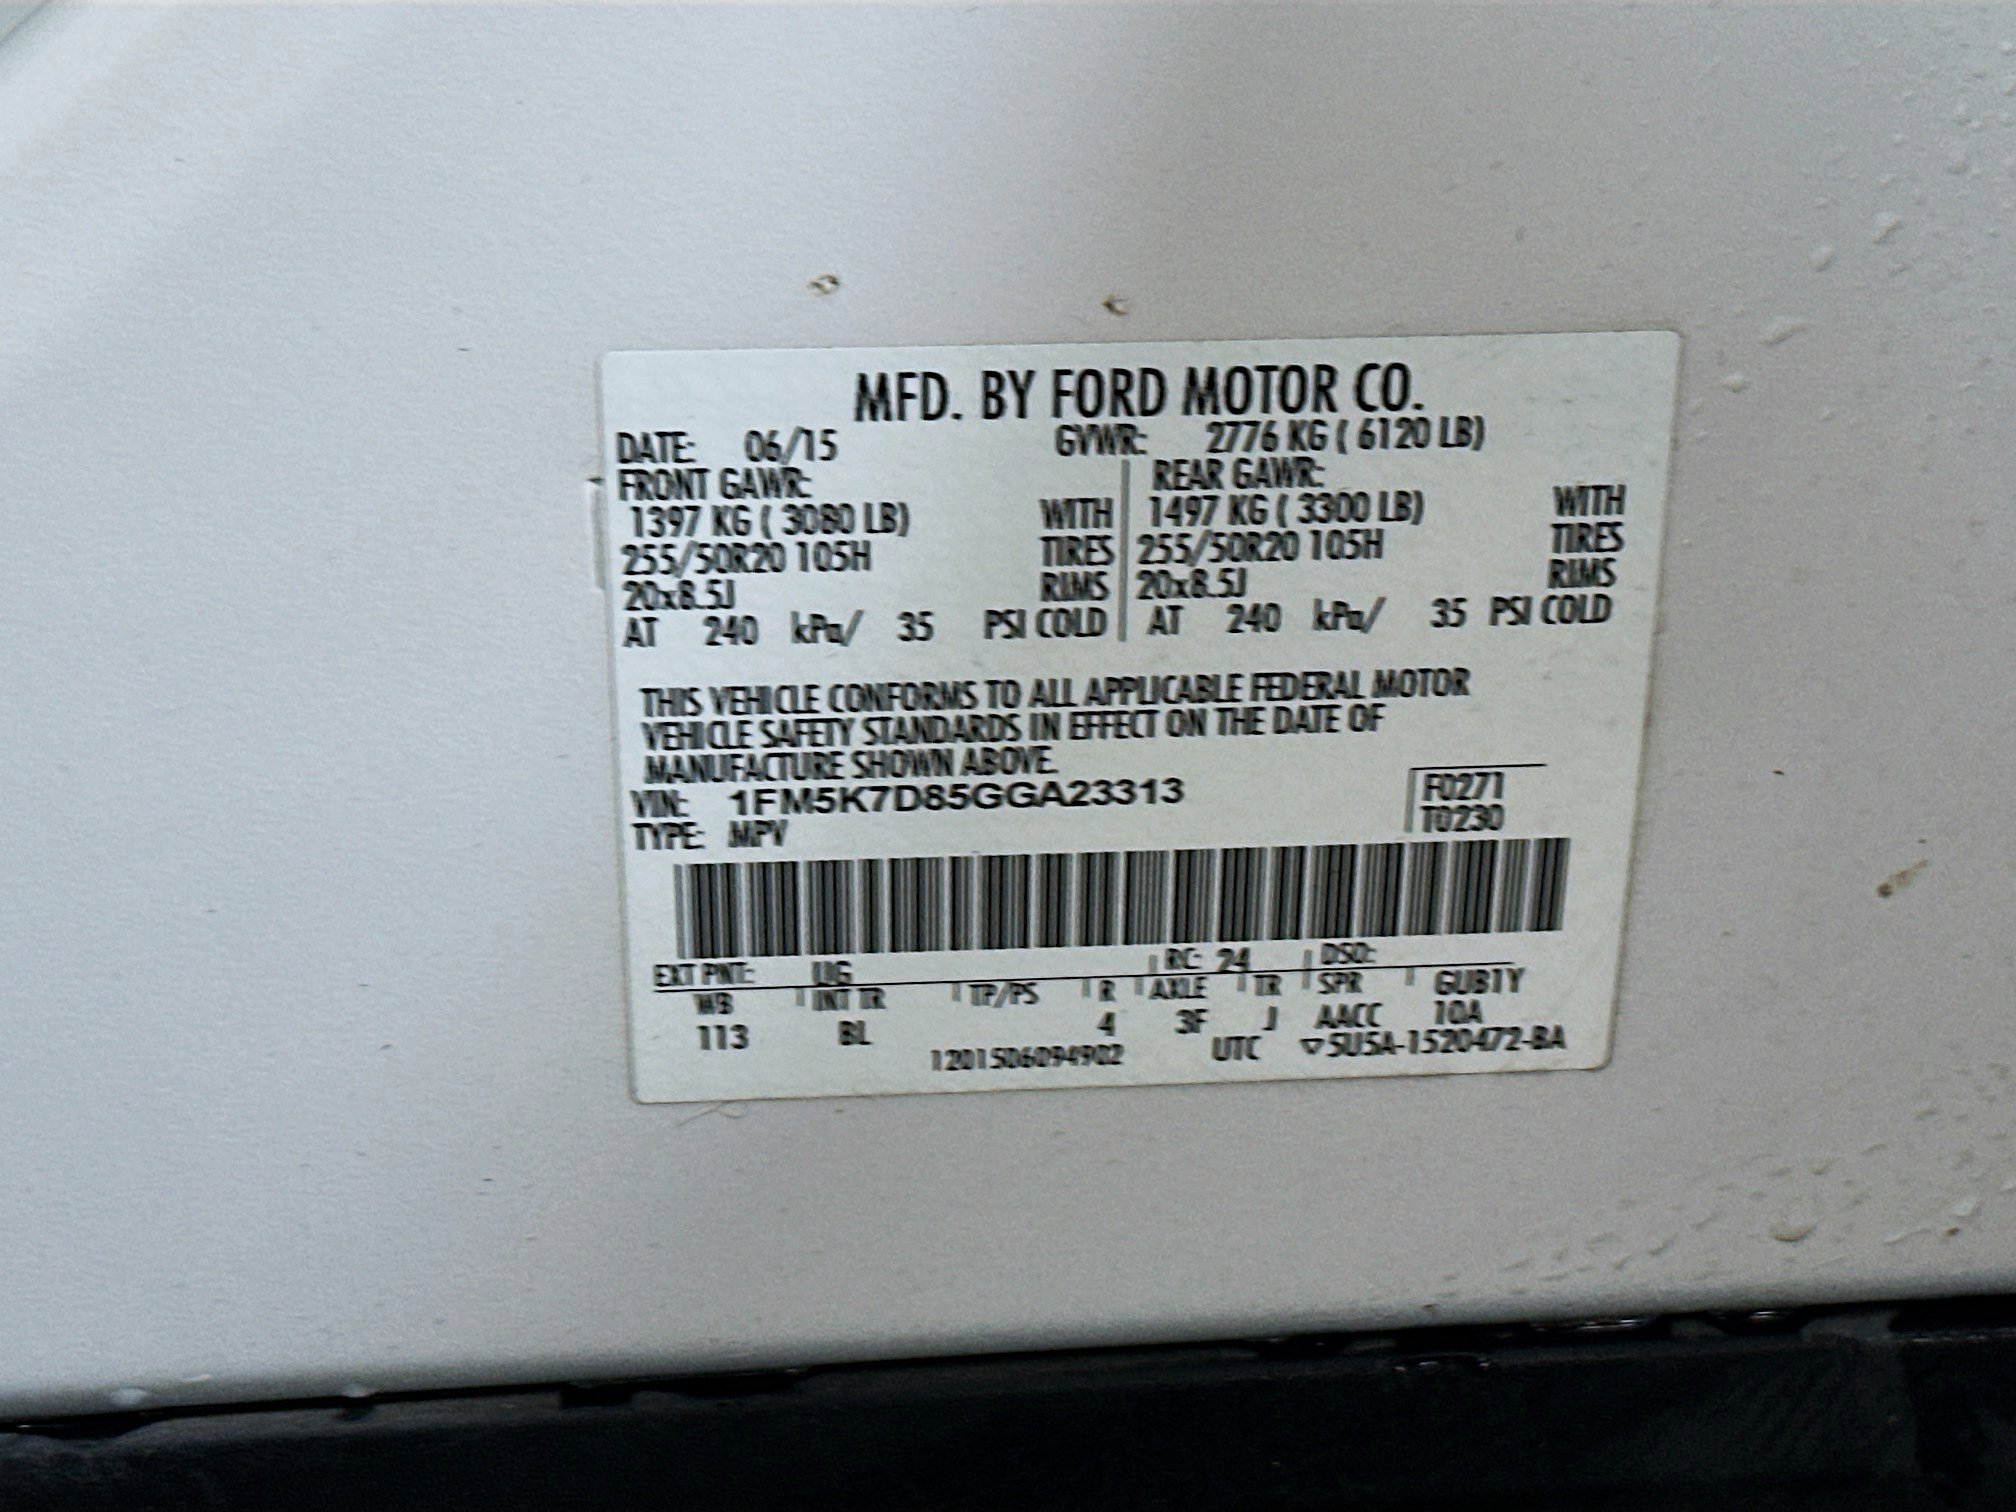 MFD. BY FORD MOTOR CO.
DATE: 06/15 GVWR: 2776 KG ( 6120 LB)
FRONT GAWR: REAR GAWR:
1397 KG ( 3080 LB) WITH 1497 KG ( 3300 LB) WITH
255/50R20 105H TIRES 255/50R20 105H TIRES
20x8.5J RIMS 20x8.5J RIMS
AT 240 kPa/ 35 PSI COLD AT 240 kPa/ 35 PSI COLD
THIS VEHICLE CONFORMS TO ALL APPLICABLE FEDERAL MOTOR
VEHICLE SAFETY STANDARDS IN EFFECT ON THE DATE OF
MANUFACTURE SHOWN ABOVE.
VIN: 1FM5K7D85GGA23313 F0271
TYPE: MPV T0230
EXT PNT: UG RC: 24 DSO:
WB INT TR TP/PS R AXLE TR SPR GUB1Y
113 BL 4 3F J AACC 10A
1201506094902 UTC ▽5U5A-1520472-BA